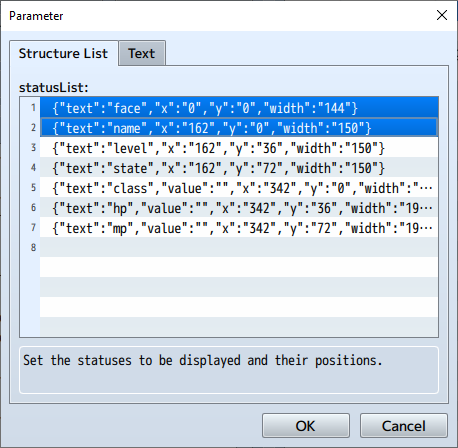 Parameter
Structure List Text
statusList:
1 {"text":"face","x":"0","y":"0","width":"144"}
2 {"text":"name","x":"162","y":"0","width":"150"}
3 {"text":"level","x":"162","y":"36","width":"150"}
4 {"text":"state","x":"162","y":"72","width":"150"}
5 {"text":"class","value":"","x":"342","y":"0","width":"···
6 {"text":"hp","value":"","x":"342","y":"36","width":"19···
7 {"text":"mp","value":"","x":"342","y":"72","width":"19···
8
Set the statuses to be displayed and their positions.
OK Cancel